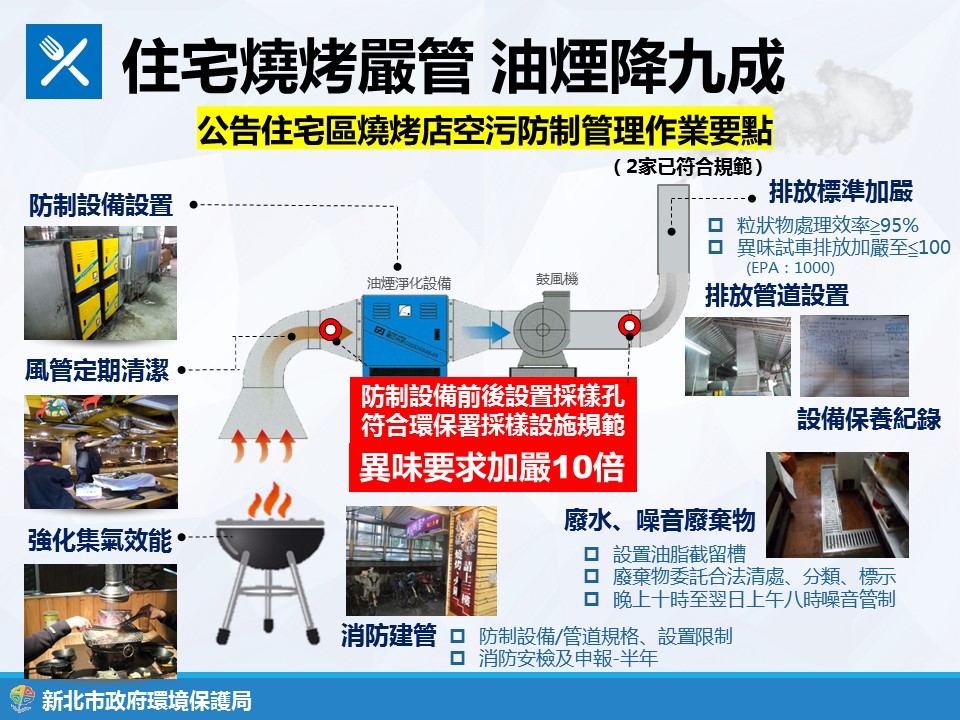 住宅燒烤嚴管 油煙降九成
公告住宅區燒烤店空污防制管理作業要點
（2家已符合規範）
防制設備設置
風管定期清潔
強化集氣效能
油煙淨化設備
鼓風機
防制設備前後設置採樣孔
符合環保署採樣設施規範
異味要求加嚴10倍
排放標準加嚴
粒狀物處理效率≧95%
異味試車排放加嚴至≦100
(EPA：1000)
排放管道設置
設備保養紀錄
廢水、噪音廢棄物
設置油脂截留槽
廢棄物委託合法清處、分類、標示
晚上十時至翌日上午八時噪音管制
請上三樓
消防建管
防制設備/管道規格、設置限制
消防安檢及申報-半年
新北市政府環境保護局